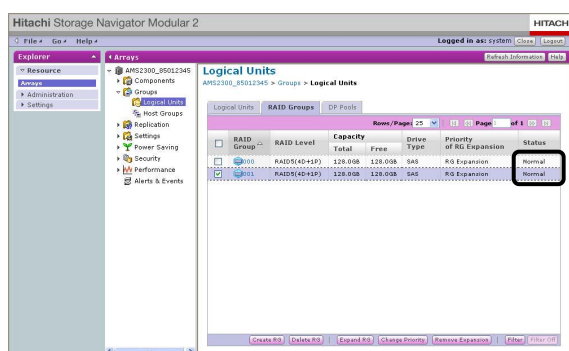 Hitachi Storage Navigator Modular 2
HITACHI
File Go Help
Logged in as: system Close Logout
Explorer
Arrays
Refresh Information Help
Resource
Arrays
Administration
Settings
AMS2300_85012345
Components
Groups
Logical Units
Host Groups
Replication
Settings
Power Saving
Security
Performance
Alerts & Events
Logical Units
AMS2300_85012345 > Groups > Logical Units
Logical Units RAID Groups DP Pools
Rows/Page: 25 Page of 1
RAID Group RAID Level Capacity Total Free Drive Type Priority of RG Expansion Status
000 RAID5(4D+1P) 128.0GB 128.0GB SAS RG Expansion Normal
001 RAID5(4D+1P) 128.0GB 128.0GB SAS RG Expansion Normal
Create RG Delete RG Expand RG Change Priority Remove Expansion Filter Filter Off